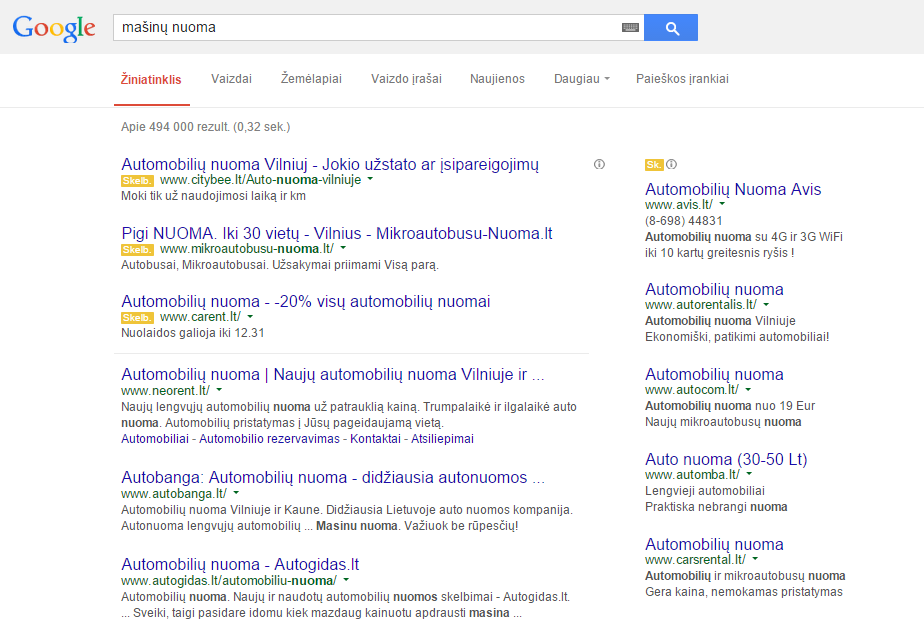 Google
mašinų nuoma
Žiniatinklis Vaizdai Žemėlapiai Vaizdo įrašai Naujienos Daugiau Paieškos įrankiai
Apie 494 000 rezult. (0,32 sek.)
Automobilių nuoma Vilniuj - Jokio užstato ar įsipareigojimų
Skelb. www.citybee.lt/Auto-nuoma-vilniuje
Moki tik už naudojimosi laiką ir km
Pigi NUOMA. Iki 30 vietų - Vilnius - Mikroautobusu-Nuoma.lt
Skelb. www.mikroautobusu-nuoma.lt/
Autobusai, Mikroautobusai. Užsakymai priimami Visą parą.
Automobilių nuoma - -20% visų automobilių nuomai
Skelb. www.carent.lt/
Nuolaidos galioja iki 12.31
Automobilių nuoma | Naujų automobilių nuoma Vilniuje ir ...
www.neorent.lt/
Naujų lengvųjų automobilių nuoma už patrauklią kainą. Trumpalaikė ir ilgalaikė auto
nuoma. Automobilių pristatymas į Jūsų pageidaujamą vietą.
Automobiliai - Automobilio rezervavimas - Kontaktai - Atsiliepimai
Autobanga: Automobilių nuoma - didžiausia autonuomos ...
www.autobanga.lt/
Automobilių nuoma Vilniuje ir Kaune. Didžiausia Lietuvoje auto nuomos kompanija.
Autonuoma lengvųjų automobilių ... Masinu nuoma. Važiuok be rūpesčių!
Automobilių nuoma - Autogidas.lt
www.autogidas.lt/automobiliu-nuoma/
Automobilių nuoma. Naujų ir naudotų automobilių nuomos skelbimai - Autogidas.lt.
... Sveiki, taigi pasidare idomu kiek mazdaug kainuotu apdrausti masina ...
Sk.
Automobilių Nuoma Avis
www.avis.lt/
(8-698) 44831
Automobilių nuoma su 4G ir 3G WiFi
iki 10 kartų greitesnis ryšis !
Automobilių nuoma
www.autorentalis.lt/
Automobilių nuoma Vilniuje
Ekonomiški, patikimi automobiliai!
Automobilių nuoma
www.autocom.lt/
Automobilių nuoma nuo 19 Eur
Naujų mikroautobusų nuoma
Auto nuoma (30-50 Lt)
www.automba.lt/
Lengvieji automobiliai
Praktiska nebrangi nuoma
Automobilių nuoma
www.carsrental.lt/
Automobilių ir mikroautobusų nuoma
Gera kaina, nemokamas pristatymas